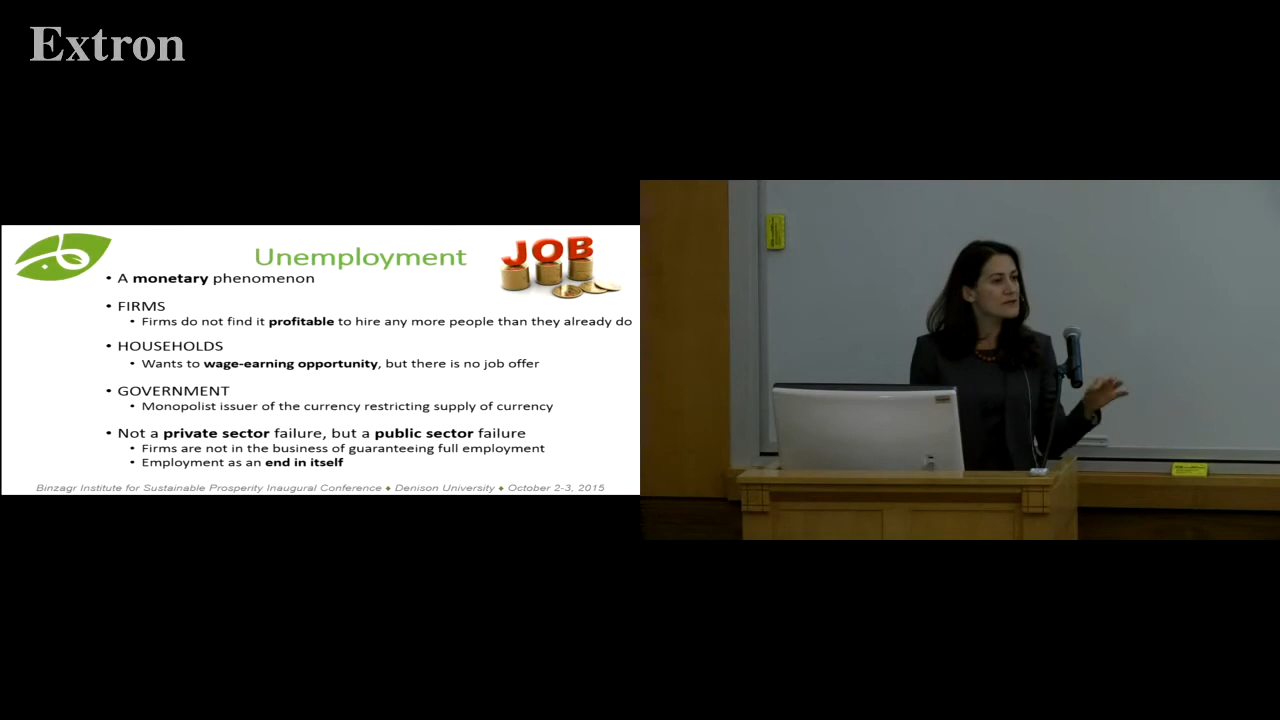 Extron
Unemployment
JOB
• A monetary phenomenon
• FIRMS
• Firms do not find it profitable to hire any more people than they already do
• HOUSEHOLDS
• Wants to wage-earning opportunity, but there is no job offer
• GOVERNMENT
• Monopolist issuer of the currency restricting supply of currency
• Not a private sector failure, but a public sector failure
• Firms are not in the business of guaranteeing full employment
• Employment as an end in itself
Binzagr Institute for Sustainable Prosperity Inaugural Conference ♦ Denison University ♦ October 2-3, 2015